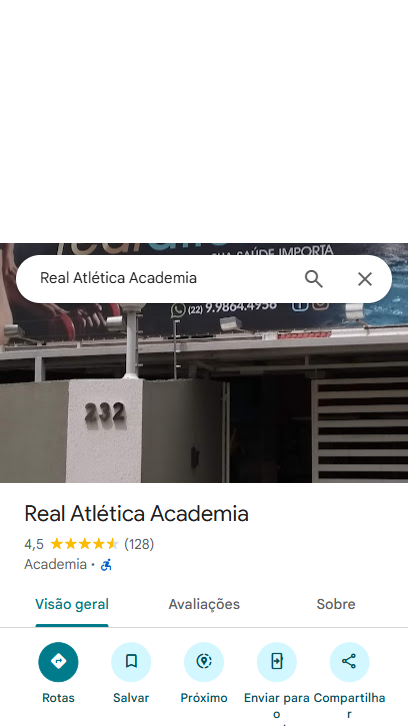 SUA SAÚDE IMPORTA
Real Atlética Academia
(22) 9.9864.4956
232
Real Atlética Academia
4,5 (128)
Academia ·
Visão geral Avaliações Sobre
Rotas Salvar Próximo Enviar para o Compartilhar